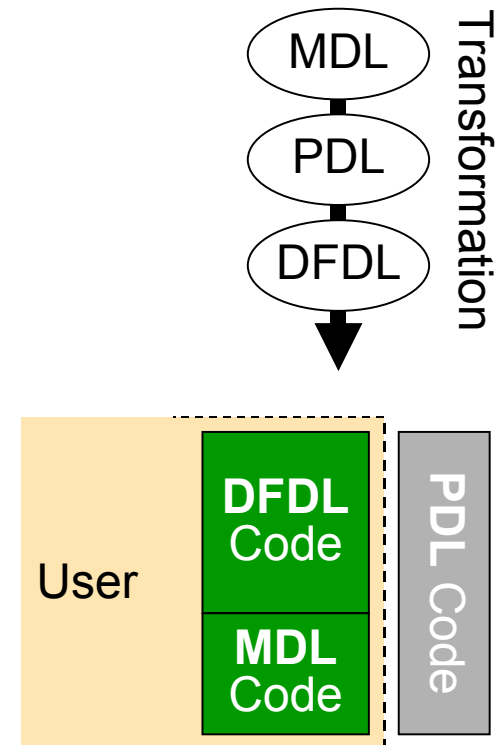 MDL
PDL
DFDL
Transformation
User
DFDL
Code
MDL
Code
PDL Code